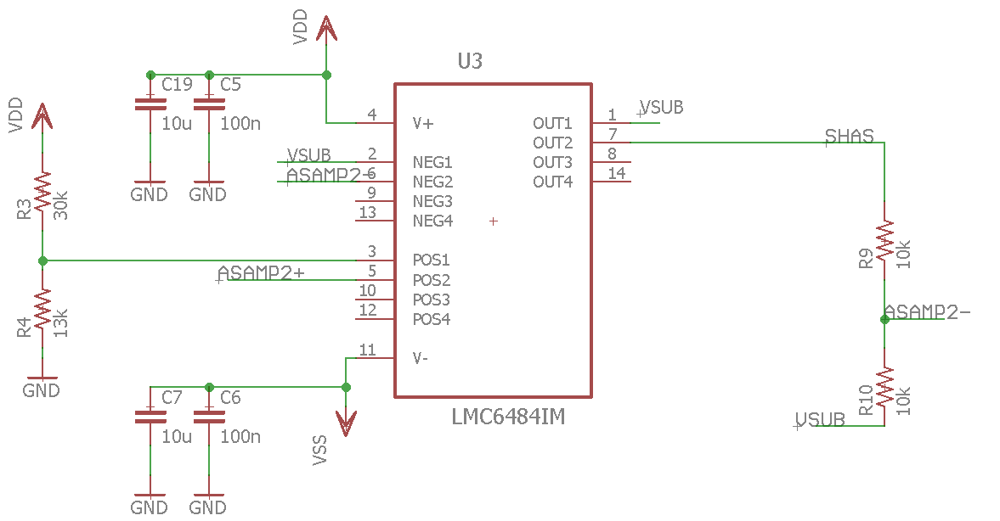 VDD
U3
C19
C5
VDD
10u
100n
4
V+
OUT1
1
VSUB
OUT2
7
SHAS
VSUB
2
NEG1
OUT3
8
ASAMP2-
6
NEG2
OUT4
14
GND
GND
9
NEG3
R3
30k
13
NEG4
R9
10k
3
POS1
ASAMP2+
5
POS2
10
POS3
12
POS4
ASAMP2-
R4
13k
11
V-
GND
C7
C6
10u
100n
VSS
LMC6484IM
R10
10k
VSUB
GND
GND